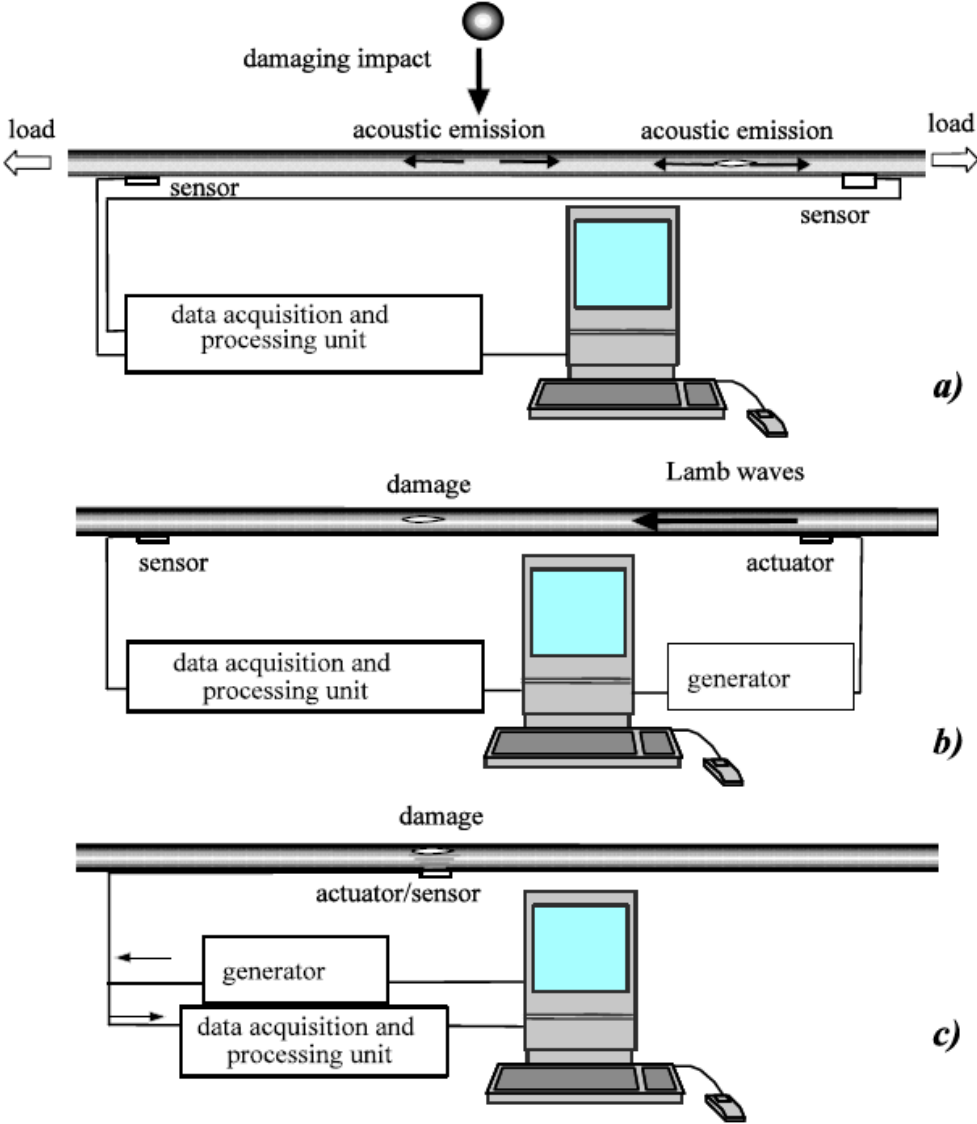 damaging impact
load
acoustic emission
acoustic emission
load
sensor
sensor
data acquisition and
processing unit
a)
damage
Lamb waves
sensor
actuator
data acquisition and
processing unit
generator
b)
damage
actuator/sensor
generator
data acquisition and
processing unit
c)